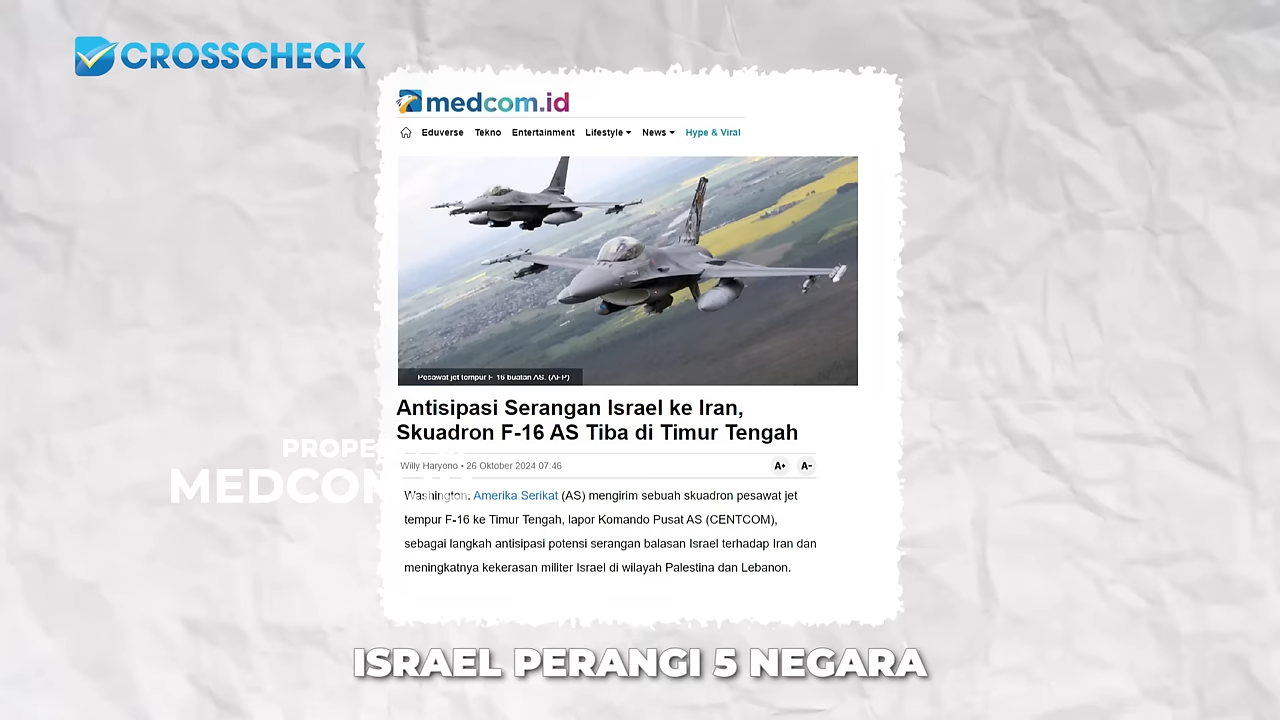 CROSSCHECK
medcom.id
Eduverse Tekno Entertainment Lifestyle News Hype & Viral
Pesawat jet tempur F-16 buatan AS. (AFP)
Antisipasi Serangan Israel ke Iran,
Skuadron F-16 AS Tiba di Timur Tengah
Willy Haryono • 26 Oktober 2024 07:46
A+ A-
MEDCOM
Washington: Amerika Serikat (AS) mengirim sebuah skuadron pesawat jet
tempur F-16 ke Timur Tengah, lapor Komando Pusat AS (CENTCOM),
sebagai langkah antisipasi potensi serangan balasan Israel terhadap Iran dan
meningkatnya kekerasan militer Israel di wilayah Palestina dan Lebanon.
ISRAEL PERANGI 5 NEGARA